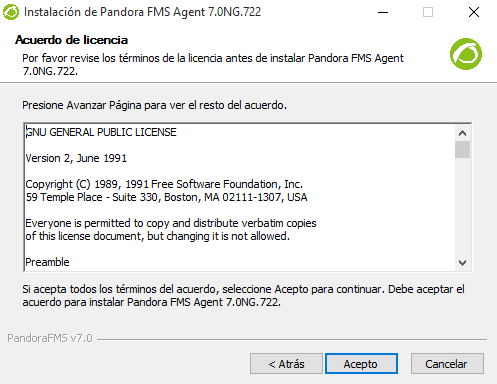 Instalación de Pandora FMS Agent 7.0NG.722
Acuerdo de licencia
Por favor revise los términos de la licencia antes de instalar Pandora FMS Agent
7.0NG.722.
Presione Avanzar Página para ver el resto del acuerdo.
GNU GENERAL PUBLIC LICENSE
Version 2, June 1991
Copyright (C) 1989, 1991 Free Software Foundation, Inc.
59 Temple Place - Suite 330, Boston, MA 02111-1307, USA
Everyone is permitted to copy and distribute verbatim copies
of this license document, but changing it is not allowed.
Preamble
Si acepta todos los términos del acuerdo, seleccione Acepto para continuar. Debe aceptar el
acuerdo para instalar Pandora FMS Agent 7.0NG.722.
PandoraFMS v7.0
< Atrás
Acepto
Cancelar